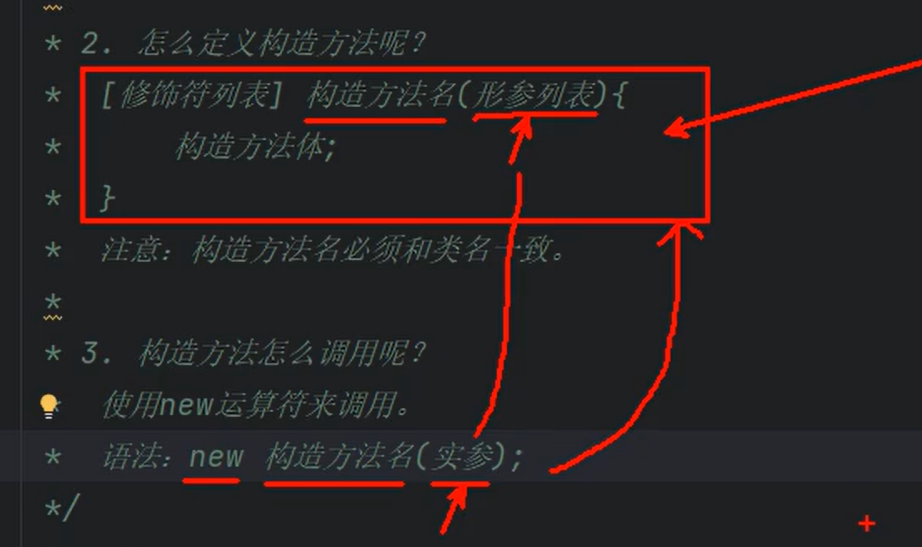 * 2. 怎么定义构造方法呢？
* [修饰符列表] 构造方法名(形参列表){
* 构造方法体;
* }
* 注意：构造方法名必须和类名一致。
*
* 3. 构造方法怎么调用呢？
* 使用new运算符来调用。
* 语法：new 构造方法名(实参);
*/